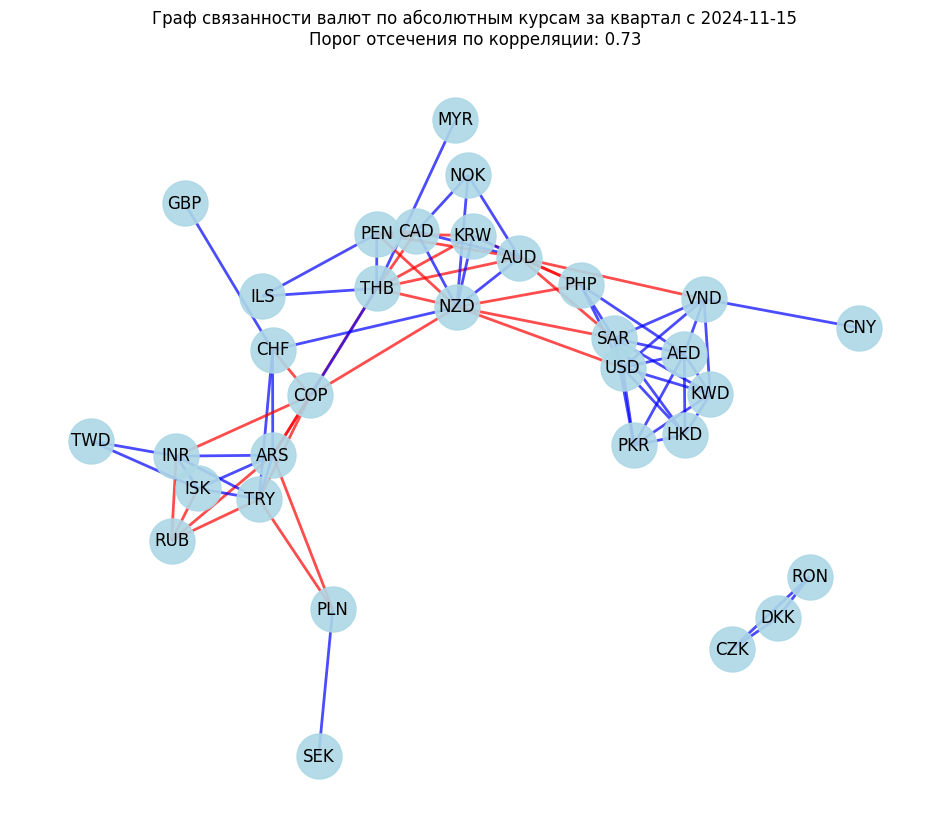 Граф связанности валют по абсолютным курсам за квартал с 2024-11-15
Порог отсечения по корреляции: 0.73
MYR
NOK
GBP
PEN
CAD
KRW
AUD
THB
PHP
ILS
NZD
VND
CNY
SAR
CHF
AED
USD
COP
KWD
TWD
INR
ARS
PKR
HKD
ISK
TRY
RUB
RON
PLN
DKK
CZK
SEK